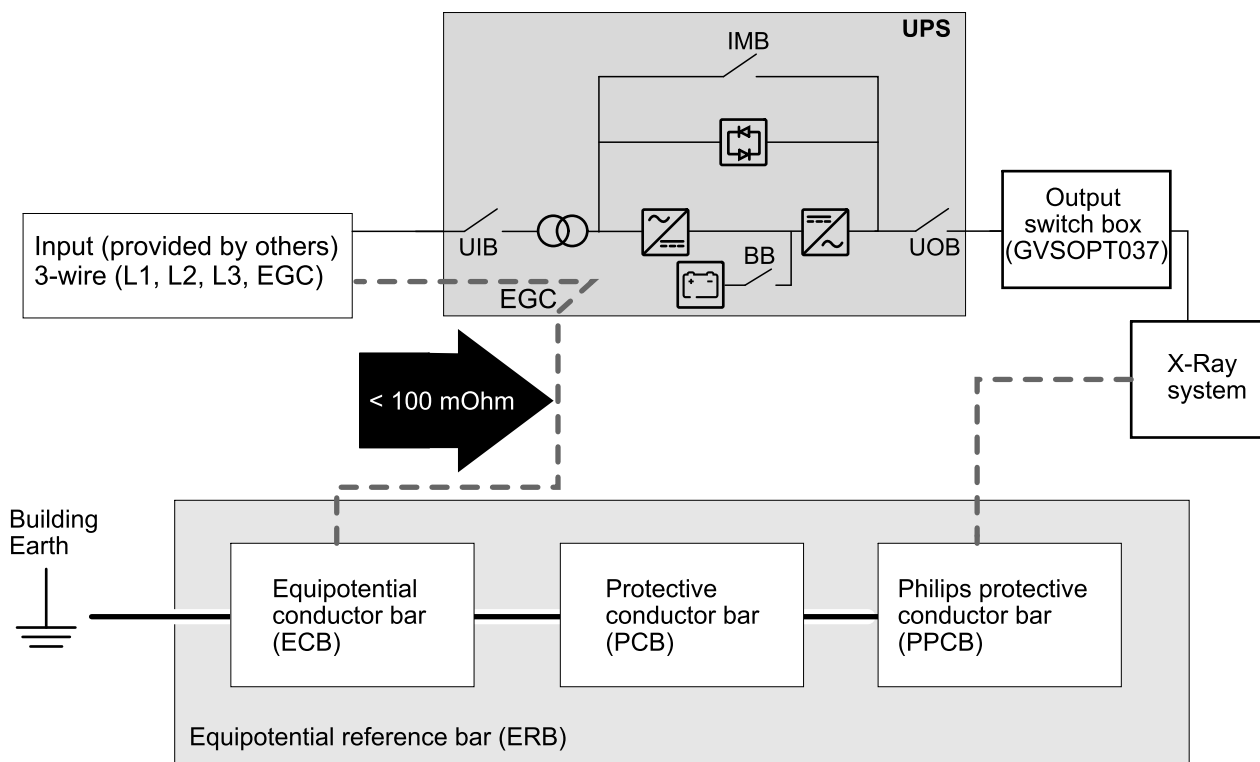 UPS
IMB
Input (provided by others)
3-wire (L1, L2, L3, EGC)
UIB
BB
UOB
EGC
Output
switch box
(GVSOPT037)
X-Ray
system
< 100 mOhm
Building
Earth
Equipotential
conductor bar
(ECB)
Protective
conductor bar
(PCB)
Philips protective
conductor bar
(PPCB)
Equipotential reference bar (ERB)